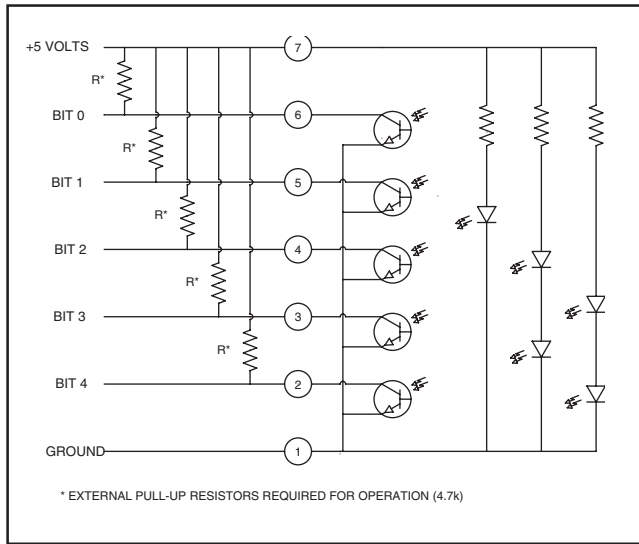 +5 VOLTS 7
R*
BIT 0 6
R*
BIT 1 5
R*
BIT 2 4
R*
BIT 3 3
R*
BIT 4 2
GROUND 1
* EXTERNAL PULL-UP RESISTORS REQUIRED FOR OPERATION (4.7k)